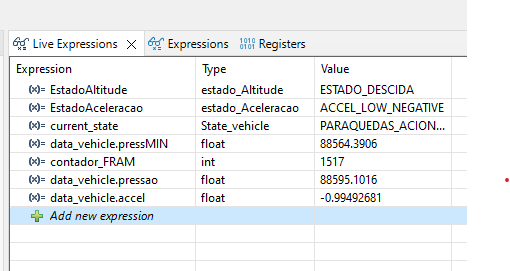 Live Expressions Expressions Registers
Expression Type Value
EstadoAltitude estado_Altitude ESTADO_DESCIDA
EstadoAceleracao estado_Aceleracao ACCEL_LOW_NEGATIVE
current_state State_vehicle PARAQUEDAS_ACION...
data_vehicle.pressMIN float 88564.3906
contador_FRAM int 1517
data_vehicle.pressao float 88595.1016
data_vehicle.accel float -0.99492681
Add new expression